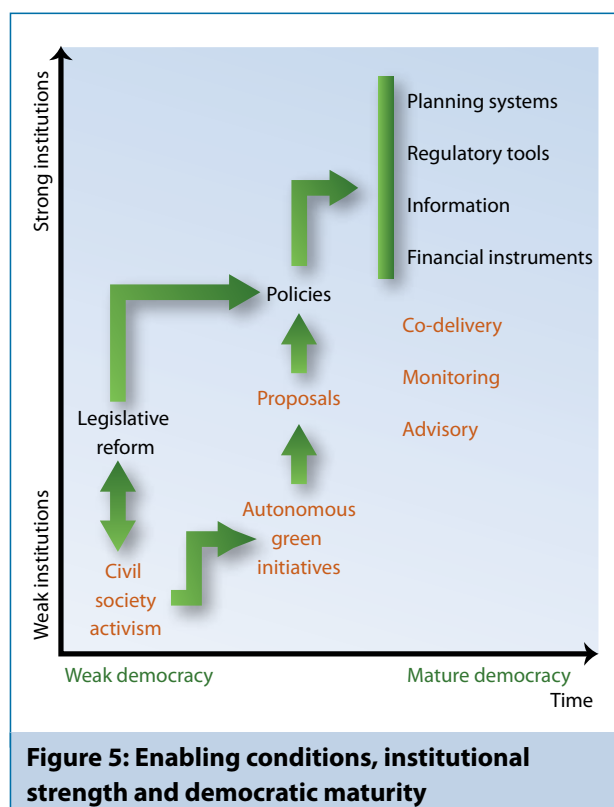 Strong institutions
Weak institutions
Planning systems
Regulatory tools
Information
Financial instruments
Policies
Co-delivery
Monitoring
Advisory
Proposals
Legislative
reform
Autonomous
green
initiatives
Civil
society
activism
Weak democracy
Mature democracy
Time
Figure 5: Enabling conditions, institutional
strength and democratic maturity